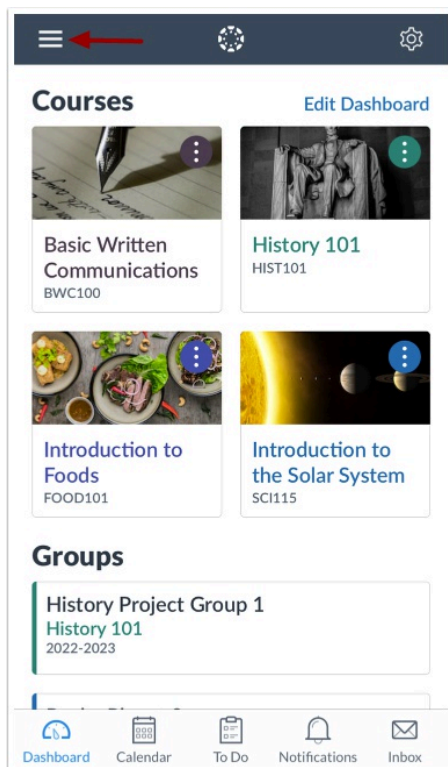 Courses
Edit Dashboard
Basic Written
Communications
BWC100
History 101
HIST101
Introduction to
Foods
FOOD101
Introduction to
the Solar System
SCI115
Groups
History Project Group 1
History 101
2022-2023
Dashboard
Calendar
To Do
Notifications
Inbox